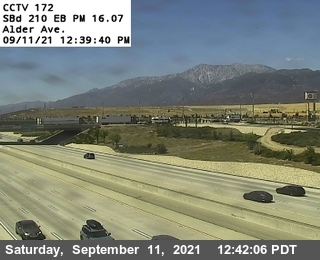 CCTV 172
SBd 210 EB PM 16.07
Alder Ave.
09/11/21 12:39:40 PM
Saturday, September 11, 2021 12:42:06 PDT